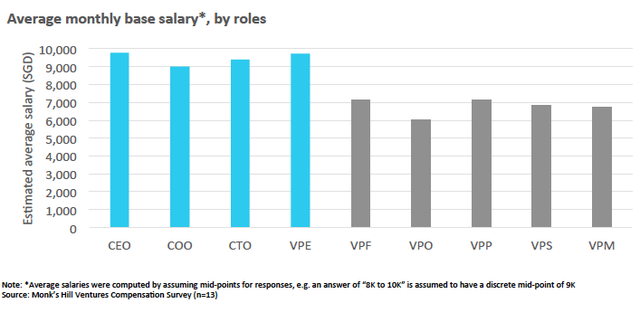 Average monthly base salary*, by roles
Estimated average salary (SGD)
10,000
9,000
8,000
7,000
6,000
5,000
4,000
3,000
2,000
1,000
0
CEO COO CTO VPE VPF VPO VPP VPS VPM
Note: *Average salaries were computed by assuming mid-points for responses, e.g. an answer of “8K to 10K” is assumed to have a discrete mid-point of 9K
Source: Monk’s Hill Ventures Compensation Survey (n=13)